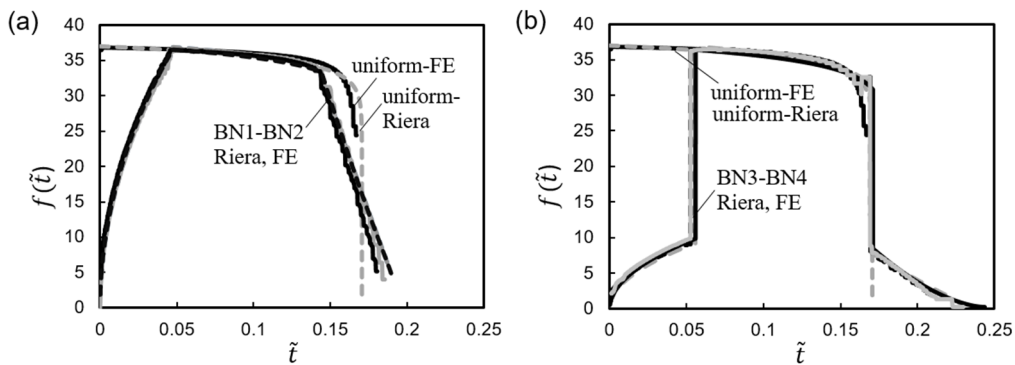 (a)
40
35
30
25
20
15
10
5
0
f(t̃)
uniform-FE
uniform-
Riera
BN1-BN2
Riera, FE
0 0.05 0.1 0.15 0.2 0.25
t̃
(b)
40
35
30
25
20
15
10
5
0
f(t̃)
uniform-FE
uniform-Riera
BN3-BN4
Riera, FE
0 0.05 0.1 0.15 0.2 0.25
t̃